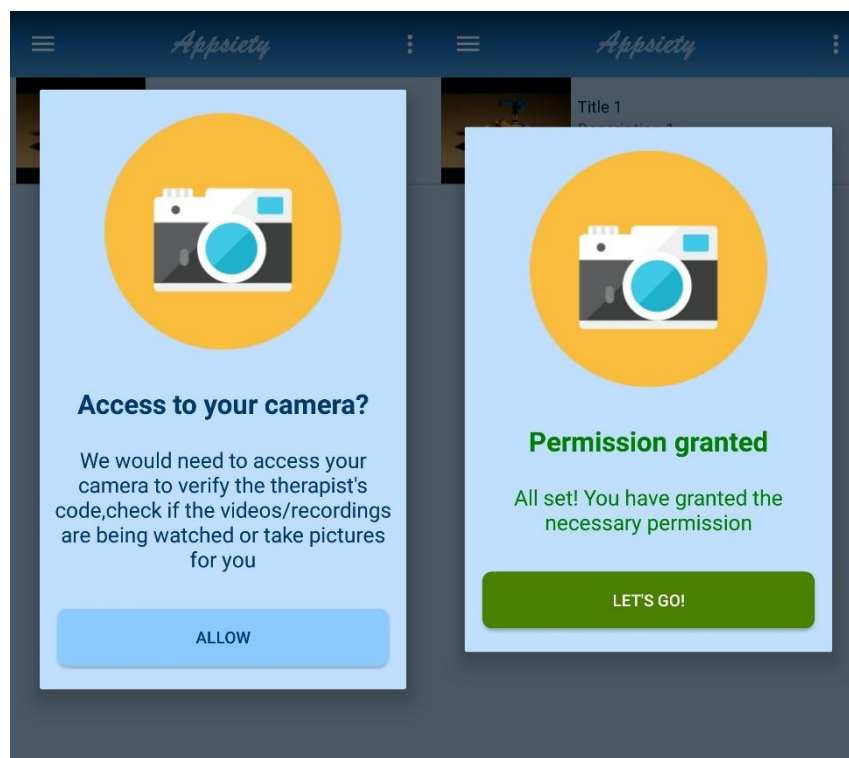 Appsiety
Access to your camera?
We would need to access your
camera to verify the therapist's
code,check if the videos/recordings
are being watched or take pictures
for you
ALLOW
Appsiety
Title 1
Description 1
Permission granted
All set! You have granted the
necessary permission
LET'S GO!